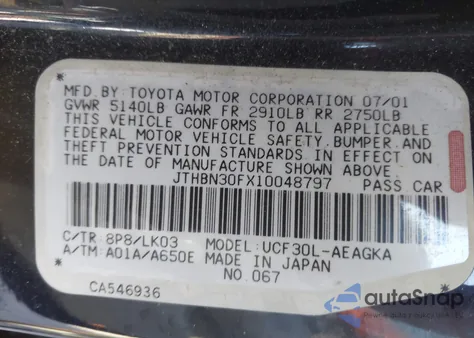 MFD.BY: TOYOTA MOTOR CORPORATION 07/01
GVWR 5140LB GAWR FR 2910LB RR 2750LB
THIS VEHICLE CONFORMS TO ALL APPLICABLE
FEDERAL MOTOR VEHICLE SAFETY, BUMPER, AND
THEFT PREVENTION STANDARDS IN EFFECT ON
THE DATE OF MANUFACTURE SHOWN ABOVE.
JTHBN30FX10048797 PASS CAR
C/TR: 8P8/LK03 MODEL: UCF30L-AEAGKA
A/TM: A01A/A650E MADE IN JAPAN
NO.067
CA546936
autoSnap